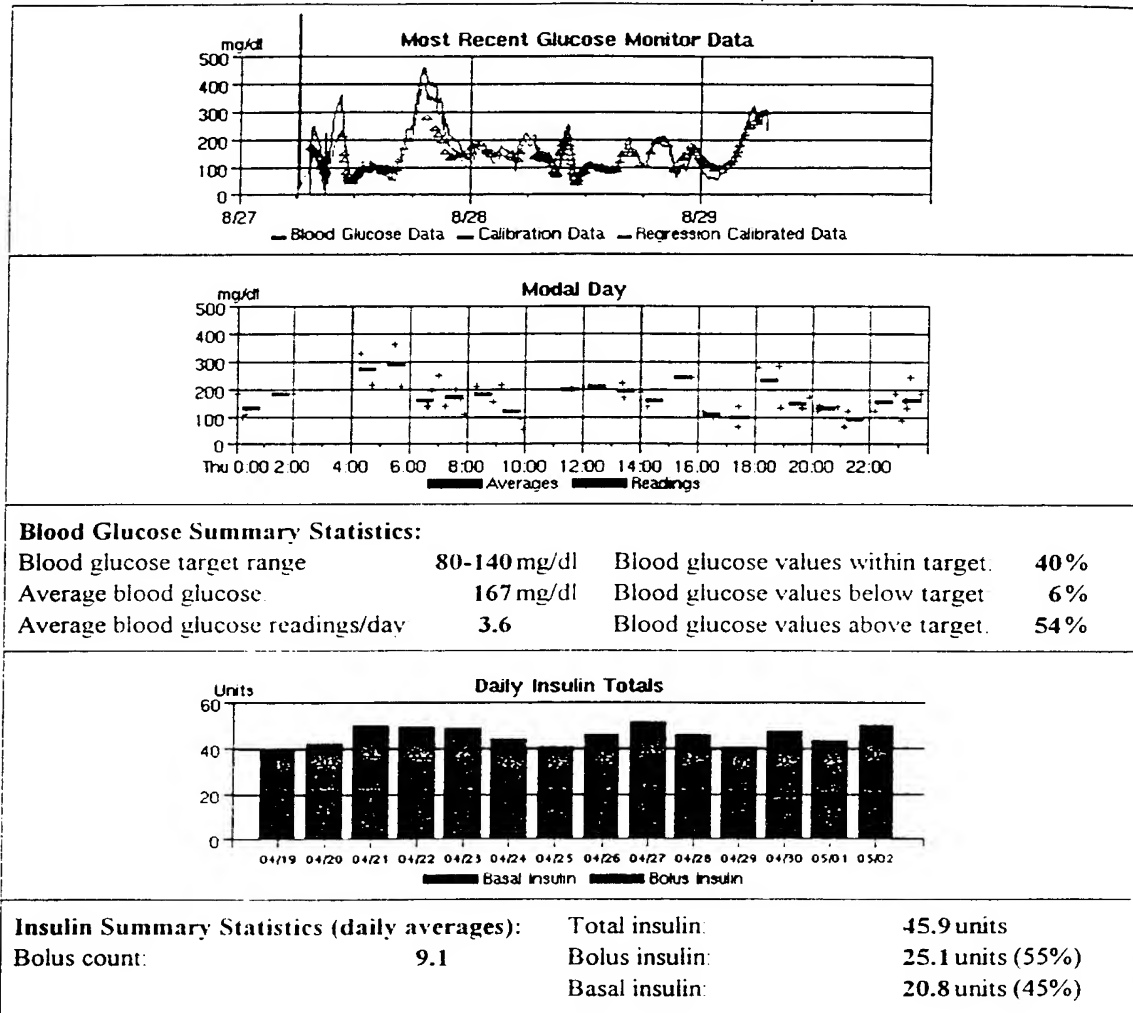 Most Recent Glucose Monitor Data
mg/dl
500
400
300
200
100
0
8/27 8/28 8/29
Blood Glucose Data Calibration Data Regression Calibrated Data
Modal Day
mg/dl
500
400
300
200
100
0
Thu 0:00 2:00 4:00 6:00 8:00 10:00 12:00 14:00 16:00 18:00 20:00 22:00
Averages Readings
Blood Glucose Summary Statistics:
Blood glucose target range 80-140 mg/dl Blood glucose values within target: 40%
Average blood glucose 167 mg/dl Blood glucose values below target 6%
Average blood glucose readings/day 3.6 Blood glucose values above target. 54%
Daily Insulin Totals
Units
60
40
20
0
04/19 04/20 04/21 04/22 04/23 04/24 04/25 04/26 04/27 04/28 04/29 04/30 05/01 05/02
Basal Insulin Bolus Insulin
Insulin Summary Statistics (daily averages): Total insulin: 45.9 units
Bolus count: 9.1 Bolus insulin: 25.1 units (55%)
Basal insulin: 20.8 units (45%)